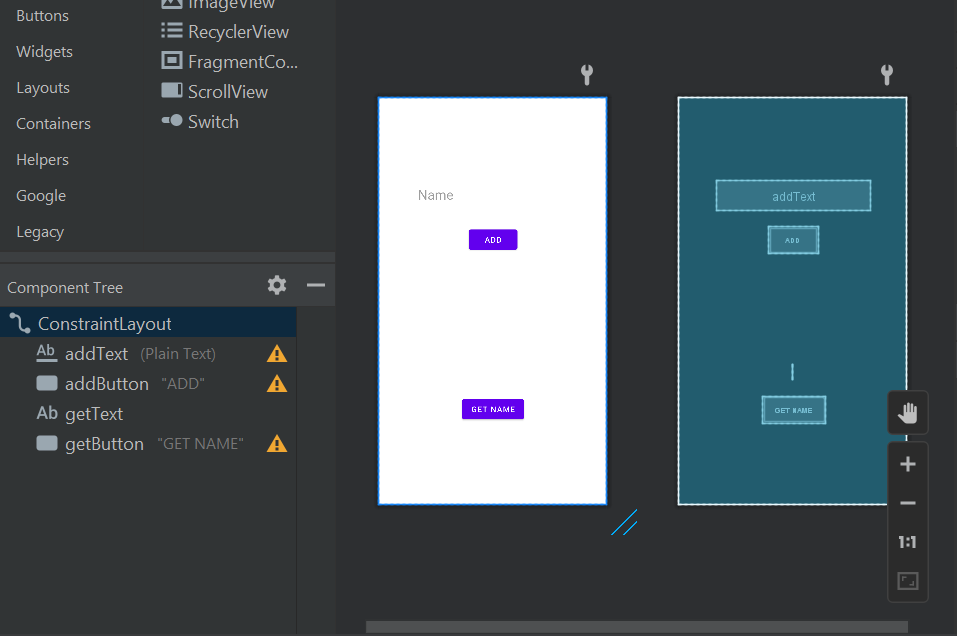 Buttons
ImageView
Widgets
RecyclerView
Layouts
FragmentCo...
Containers
ScrollView
Helpers
Switch
Google
Legacy
Component Tree
ConstraintLayout
Ab addText (Plain Text)
addButton "ADD"
Ab getText
getButton "GET NAME"
Name
ADD
GET NAME
addText
ADD
GET NAME
1:1